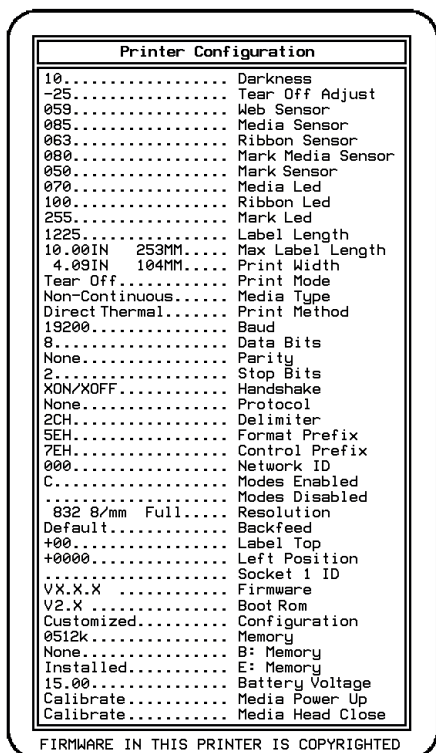 Printer Configuration
10.................. Darkness
-25................. Tear Off Adjust
059................. Web Sensor
085................. Media Sensor
063................. Ribbon Sensor
080................. Mark Media Sensor
050................. Mark Sensor
070................. Media Led
100................. Ribbon Led
255................. Mark Led
1225................ Label Length
10.00IN   253MM..... Max Label Length
 4.09IN   104MM..... Print Width
Tear Off............ Print Mode
Non-Continuous...... Media Type
Direct Thermal....... Print Method
19200............... Baud
8................... Data Bits
None................ Parity
2................... Stop Bits
XON/XOFF............ Handshake
None................ Protocol
2CH................. Delimiter
5EH................. Format Prefix
7EH................. Control Prefix
000................. Network ID
C................... Modes Enabled
.................... Modes Disabled
 832 8/mm  Full..... Resolution
Default............. Backfeed
+00................. Label Top
+0000............... Left Position
.................... Socket 1 ID
VX.X.X  ............ Firmware
V2.X ............... Boot Rom
Customized.......... Configuration
0512k............... Memory
None................ B: Memory
Installed........... E: Memory
15.00............... Battery Voltage
Calibrate........... Media Power Up
Calibrate........... Media Head Close
FIRMWARE IN THIS PRINTER IS COPYRIGHTED